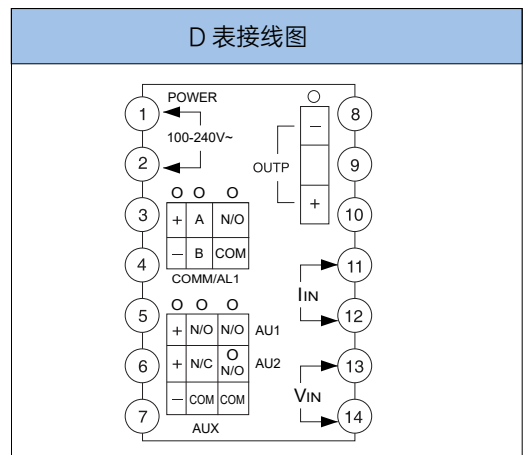 D 表接线图
1 POWER 8
100-240V~
2 OUTP 9
−
+
3 + A N/O 10
4 − B COM 11
COMM/AL1
IIN
5 + N/O N/O AU1 12
6 + N/C N/O AU2 13
VIN
7 − COM COM 14
AUX